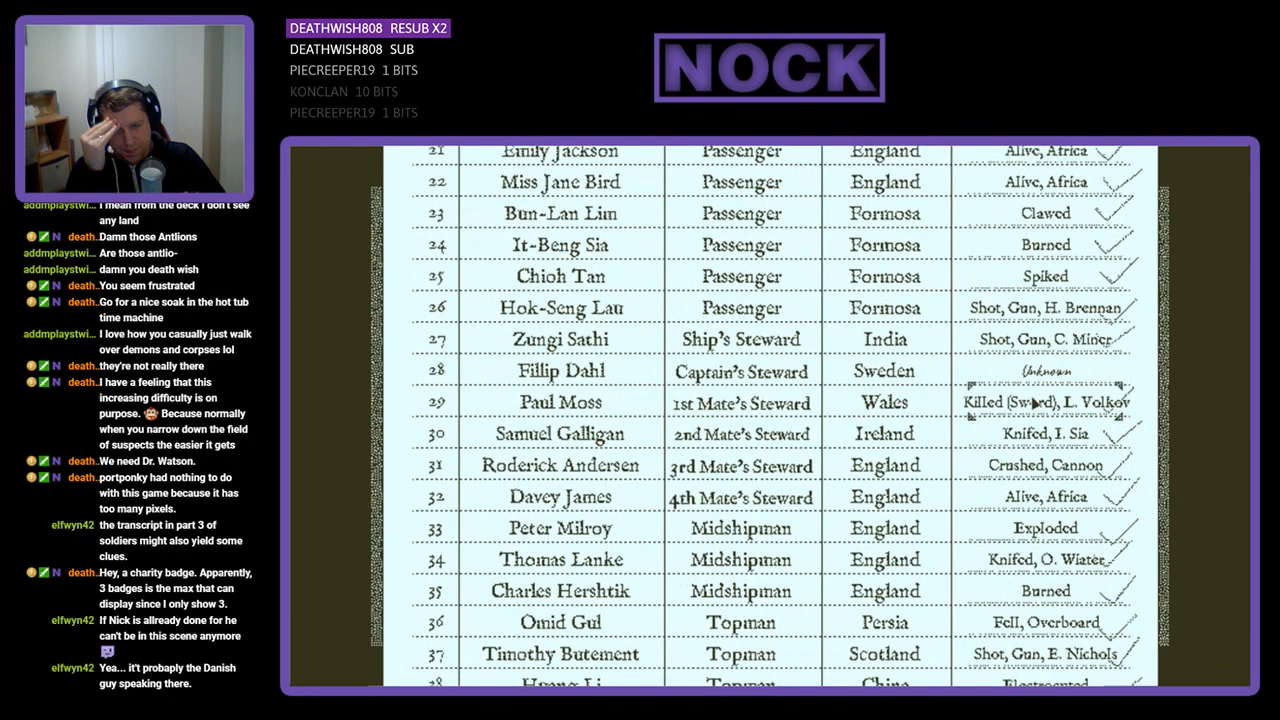 DEATHWISH808 RESUB X2
DEATHWISH808 SUB
PIECREEPER19 1 BITS
KONCLAN 10 BITS
PIECREEPER19 1 BITS
NOCK
addmplaystwi... I mean from the deck I don't see
any land
death.. Damn those Antlions
addmplaystwi... Are those antlio-
addmplaystwi... damn you death wish
death.. You seem frustrated
death.. Go for a nice soak in the hot tub
time machine
addmplaystwi... I love how you casually just walk
over demons and corpses lol
death.. they're not really there
death.. I have a feeling that this
increasing difficulty is on
purpose. Because normally
when you narrow down the field
of suspects the easier it gets
death.. We need Dr. Watson.
death.. portponky had nothing to do
with this game because it has
too many pixels.
elfwyn42 the transcript in part 3 of
soldiers might also yield some
clues.
death.. Hey, a charity badge. Apparently,
3 badges is the max that can
display since I only show 3.
elfwyn42 If Nick is allready done for he
can't be in this scene anymore
elfwyn42 Yea... it's probaply the Danish
guy speaking there.
21 Emily Jackson Passenger England Alive, Africa
22 Miss Jane Bird Passenger England Alive, Africa
23 Bun-Lan Lim Passenger Formosa Clawed
24 It-Beng Sia Passenger Formosa Burned
25 Chioh Tan Passenger Formosa Spiked
26 Hok-Seng Lau Passenger Formosa Shot, Gun, H. Brennan
27 Zungi Sathi Ship's Steward India Shot, Gun, C. Miner
28 Fillip Dahl Captain's Steward Sweden Unknown
29 Paul Moss 1st Mate's Steward Wales Killed (Sword), L. Volkov
30 Samuel Galligan 2nd Mate's Steward Ireland Knifed, I. Sia
31 Roderick Andersen 3rd Mate's Steward England Crushed, Cannon
32 Davey James 4th Mate's Steward England Alive, Africa
33 Peter Milroy Midshipman England Exploded
34 Thomas Lanke Midshipman England Knifed, O. Wiater
35 Charles Hershtik Midshipman England Burned
36 Omid Gul Topman Persia Fell, Overboard
37 Timothy Butement Topman Scotland Shot, Gun, E. Nichols
38 Huang Li Topman China Electrocuted